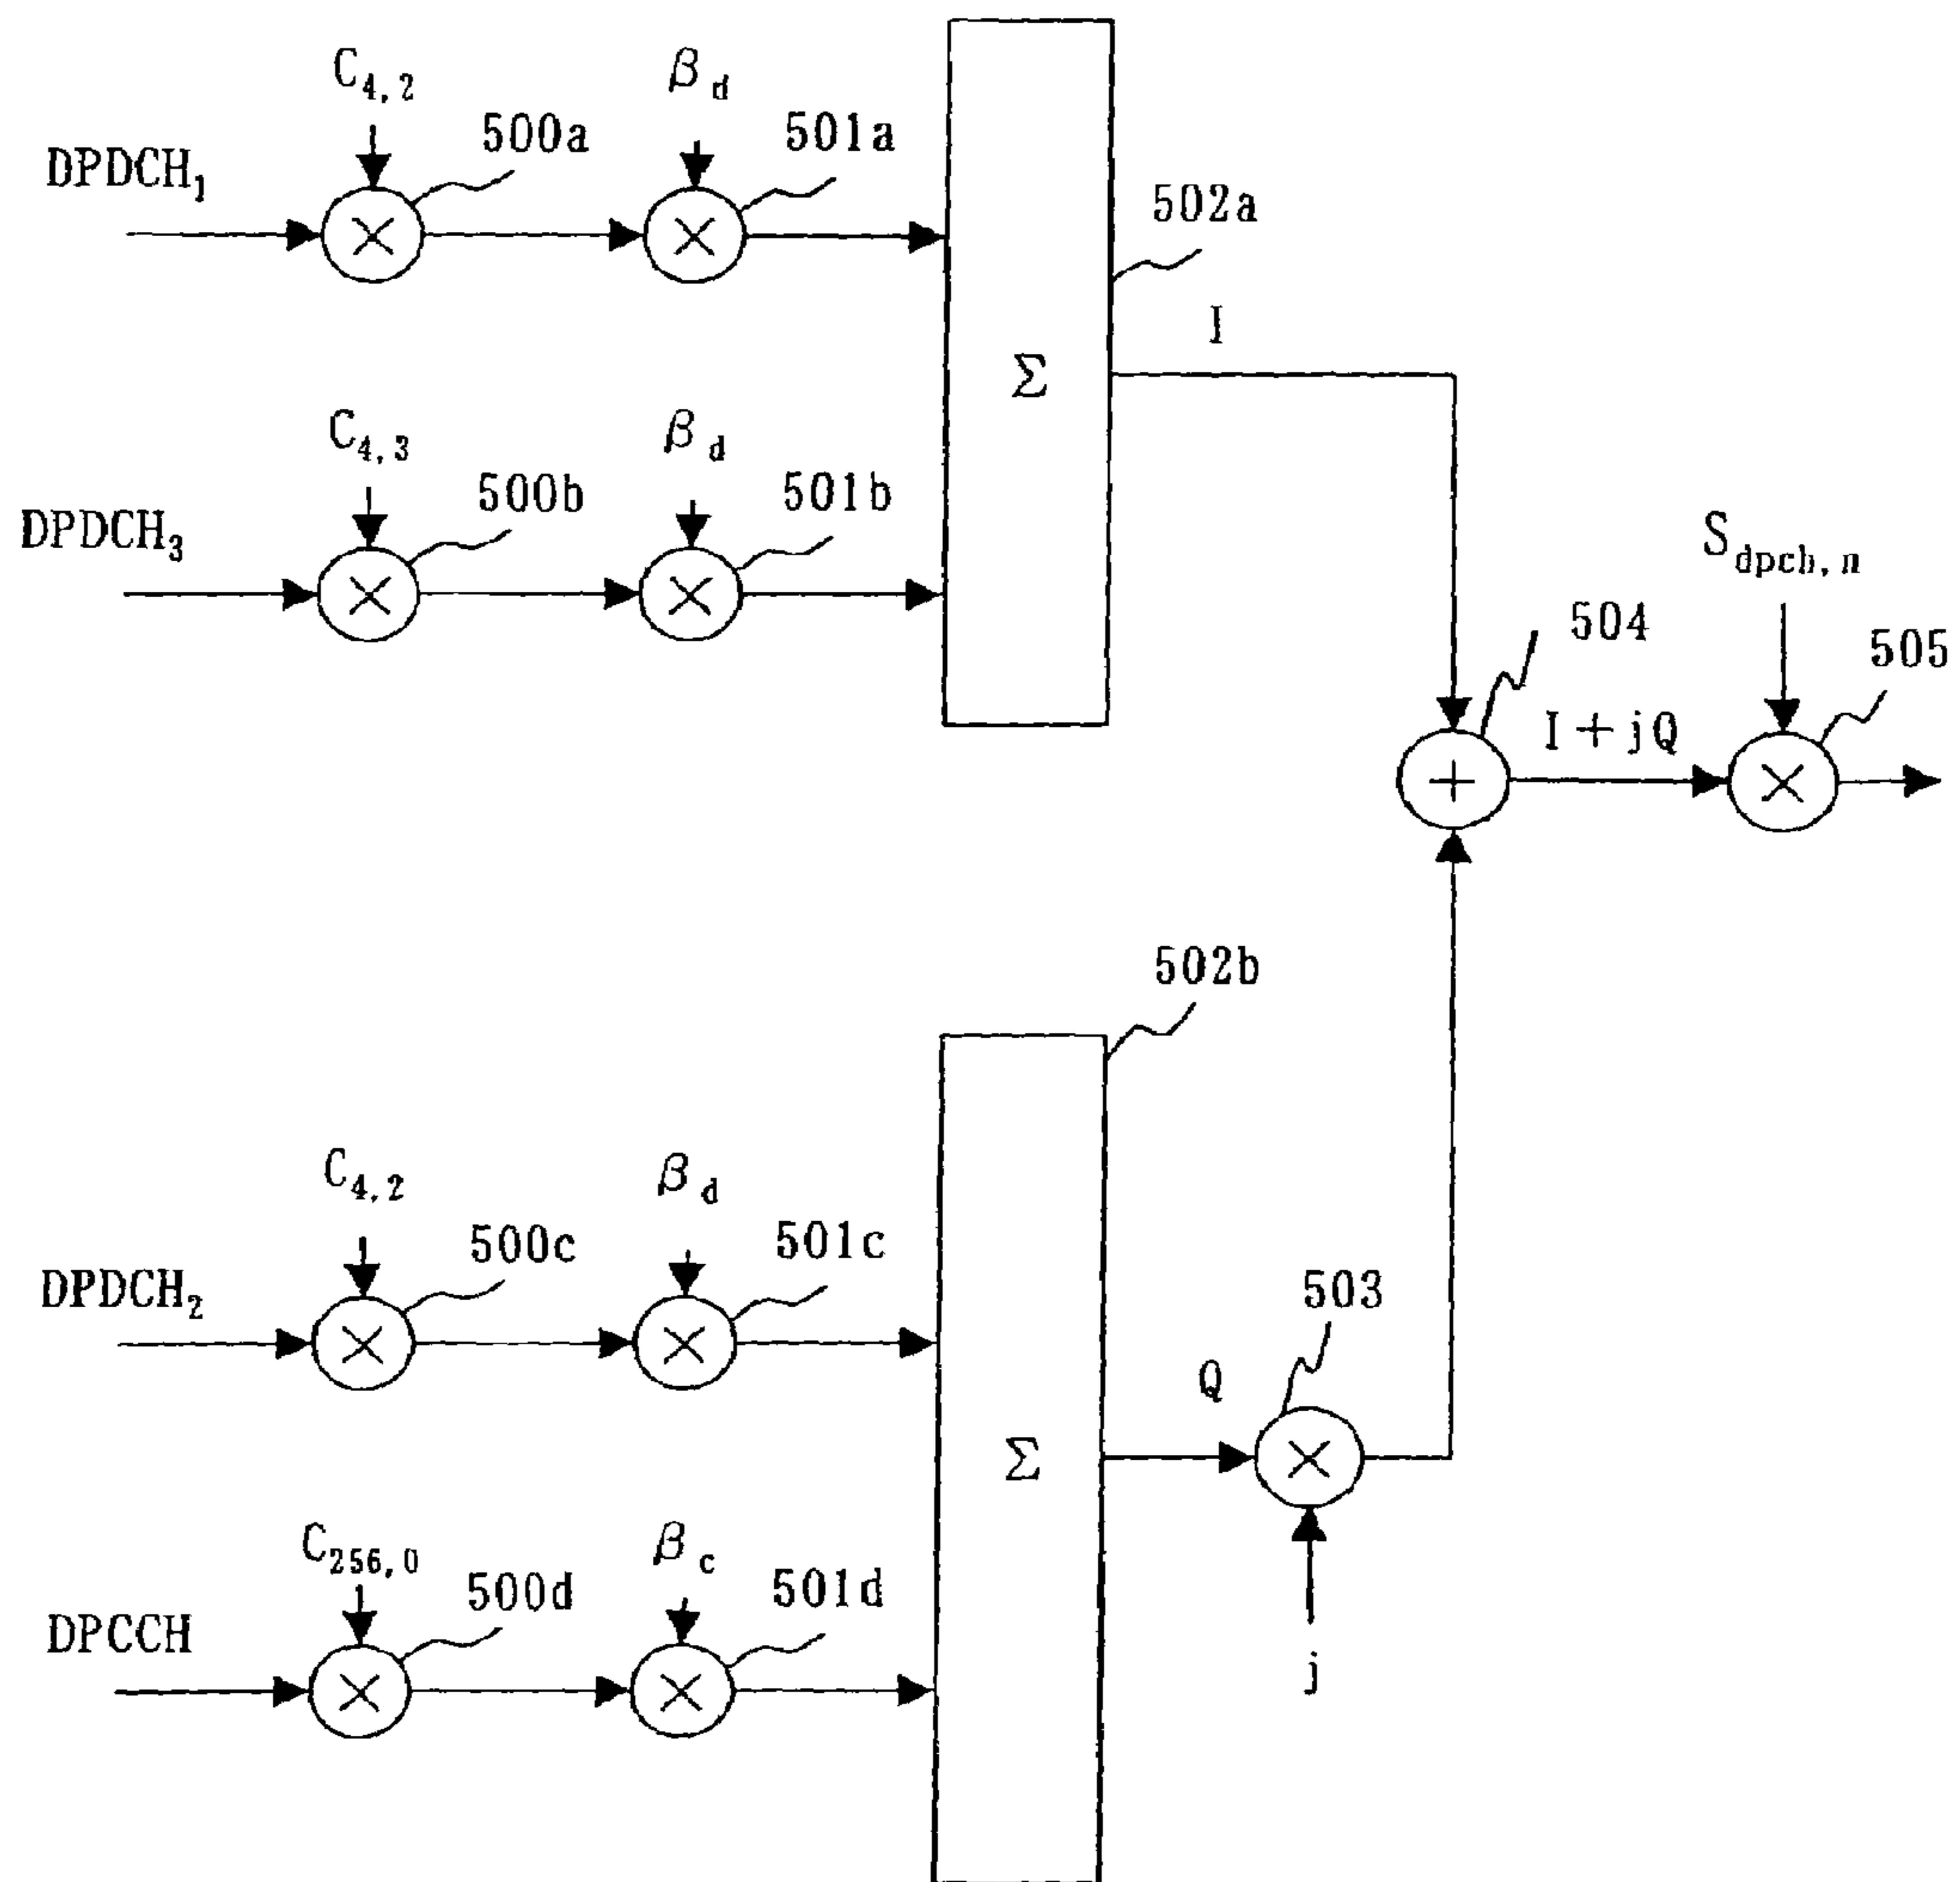 C4,2
βd
500a
501a
DPDCH1
502a
I
Σ
C4,3
βd
500b
501b
DPDCH3
Sdpch,n
504
505
I+jQ
502b
C4,2
βd
500c
501c
DPDCH2
503
Q
Σ
C256,0
βc
500d
501d
DPCCH
j